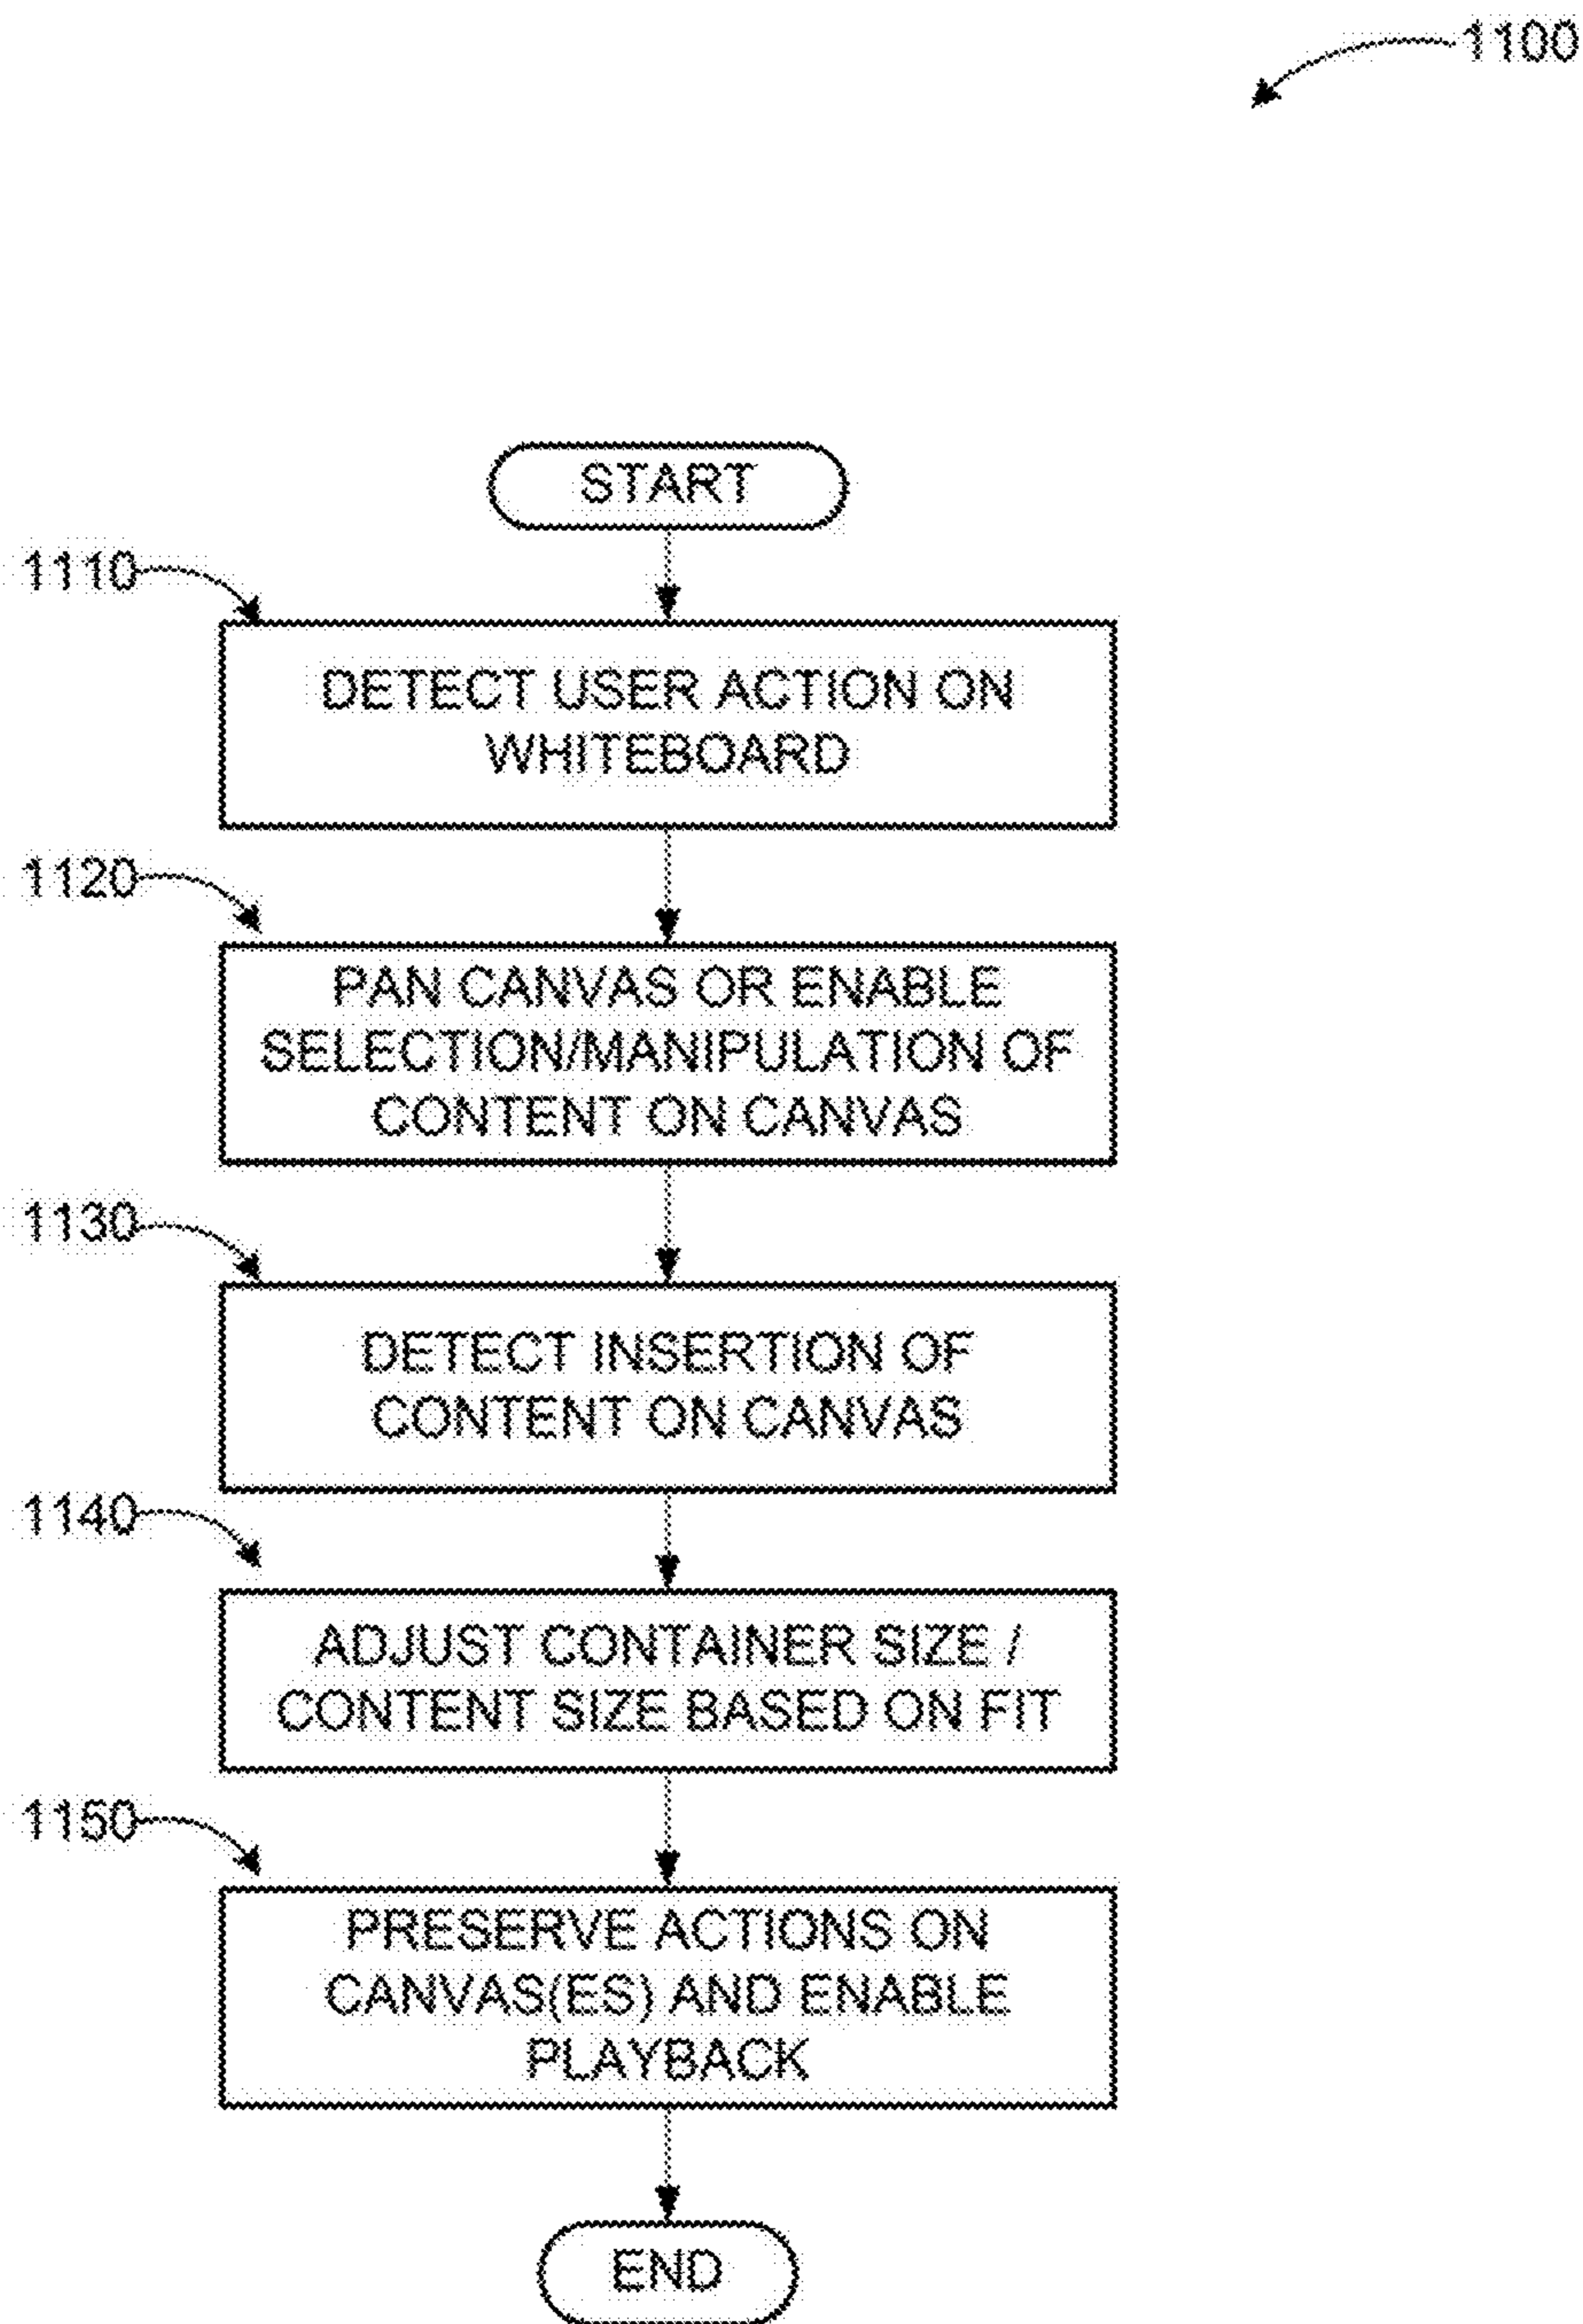 1100
START
1110
DETECT USER ACTION ON
WHITEBOARD
1120
PAN CANVAS OR ENABLE
SELECTION/MANIPULATION OF
CONTENT ON CANVAS
1130
DETECT INSERTION OF
CONTENT ON CANVAS
1140
ADJUST CONTAINER SIZE /
CONTENT SIZE BASED ON FIT
1150
PRESERVE ACTIONS ON
CANVAS(ES) AND ENABLE
PLAYBACK
END